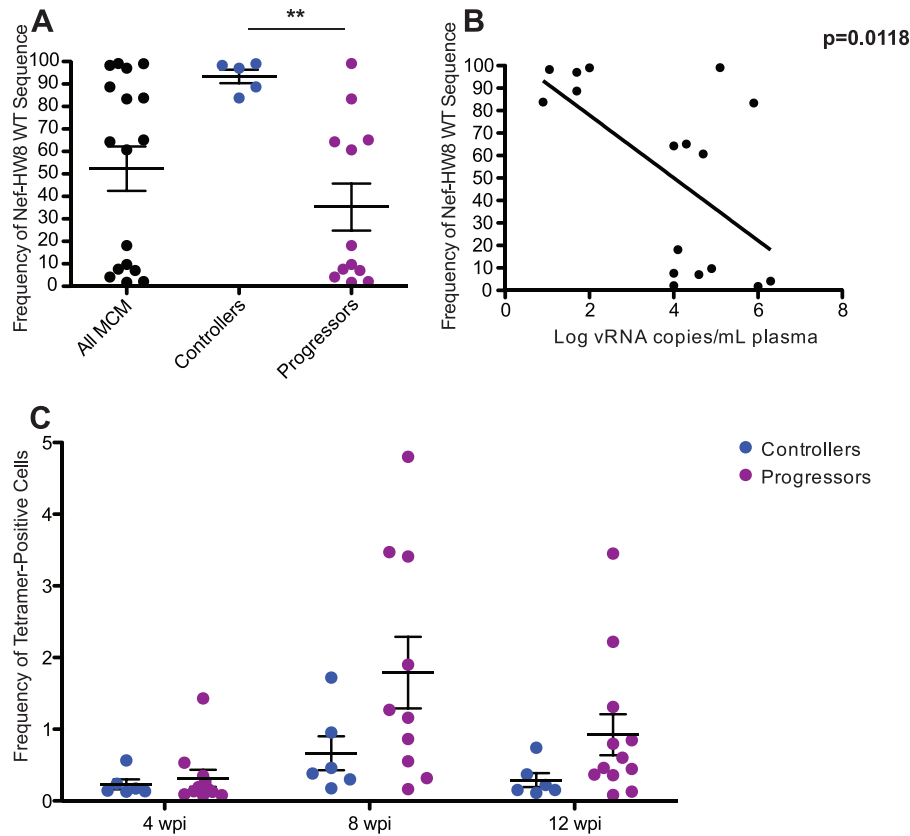 A
**
Frequency of Nef-HW8 WT Sequence
100
90
80
70
60
50
40
30
20
10
0
All MCM
Controllers
Progressors
B
p=0.0118
Frequency of Nef-HW8 WT Sequence
100
90
80
70
60
50
40
30
20
10
0
0 2 4 6 8
Log vRNA copies/mL plasma
C
Frequency of Tetramer-Positive Cells
5
4
3
2
1
0
4 wpi 8 wpi 12 wpi
Controllers
Progressors